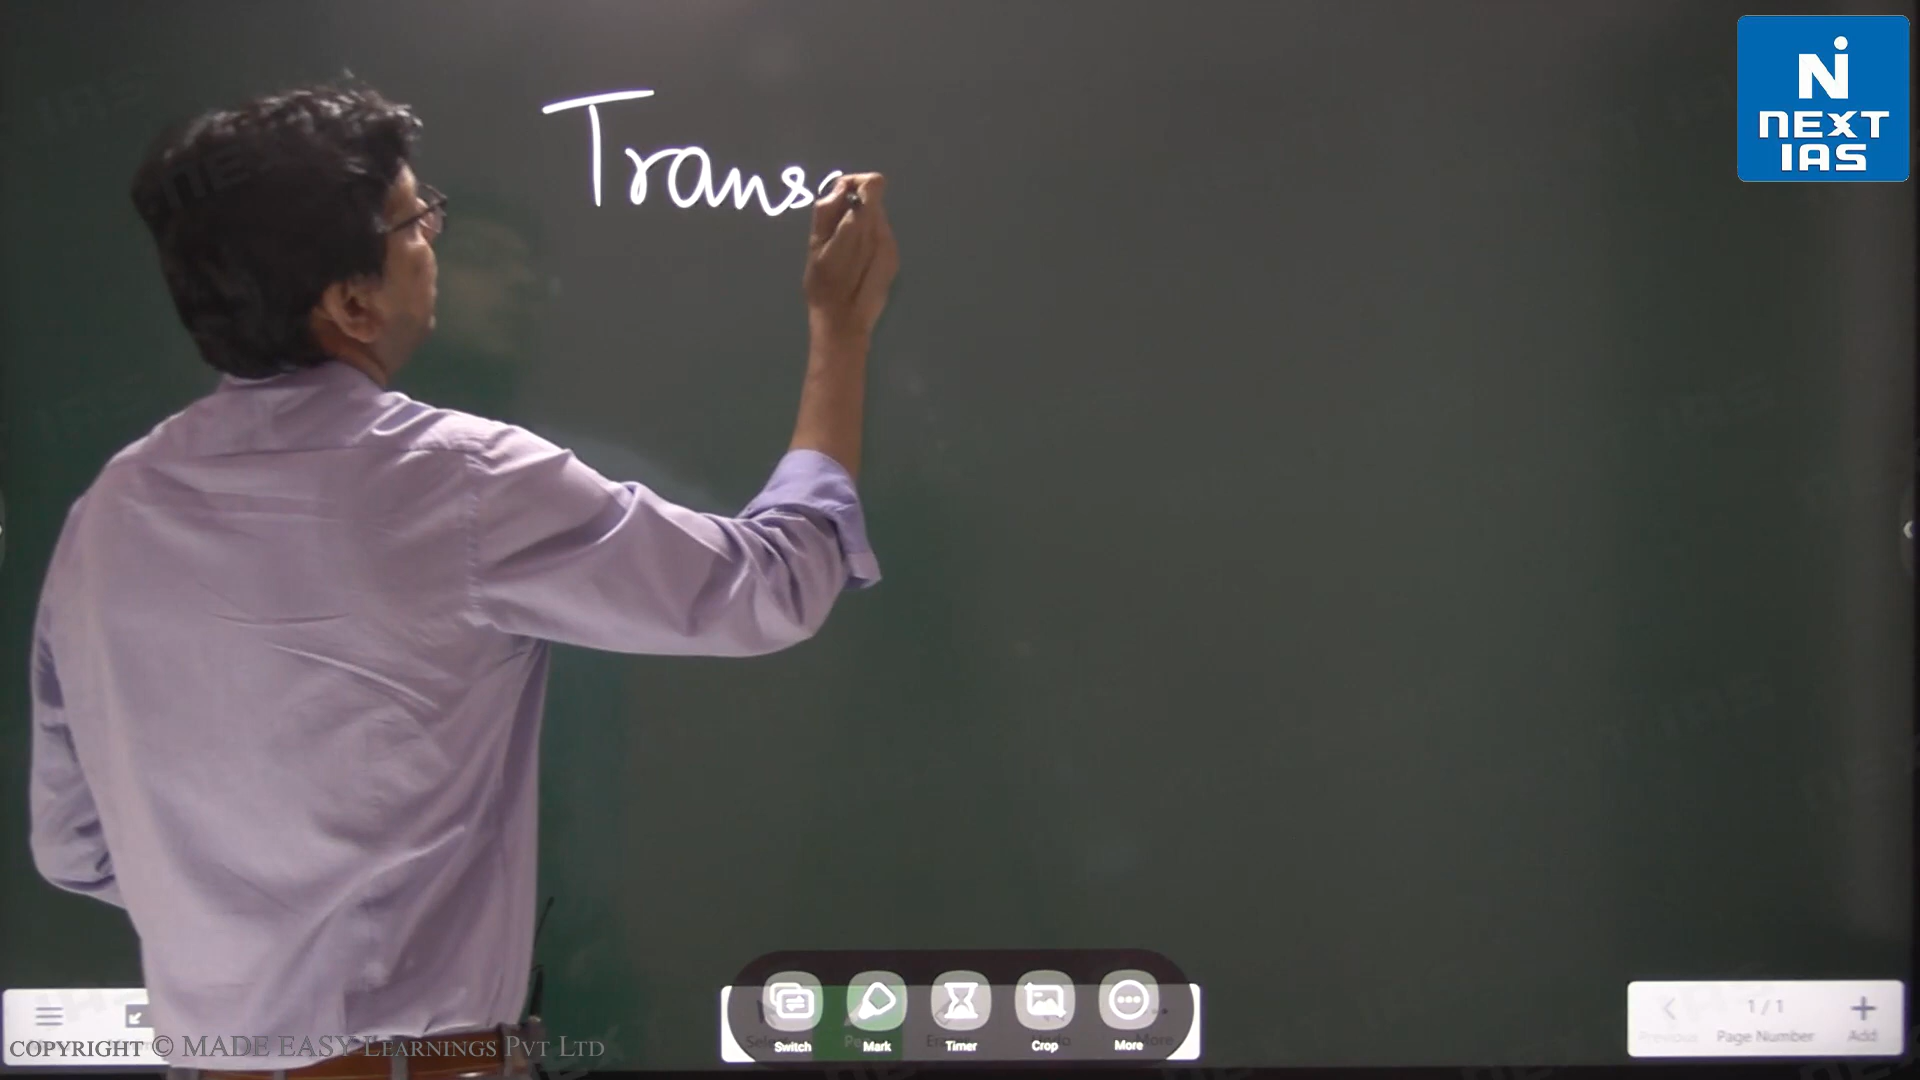 Trans
NEXT
IAS
Switch
Mark
Timer
Crop
More
1/1
Previous
Page Number
Add
COPYRIGHT © MADE EASY LEARNINGS PVT LTD